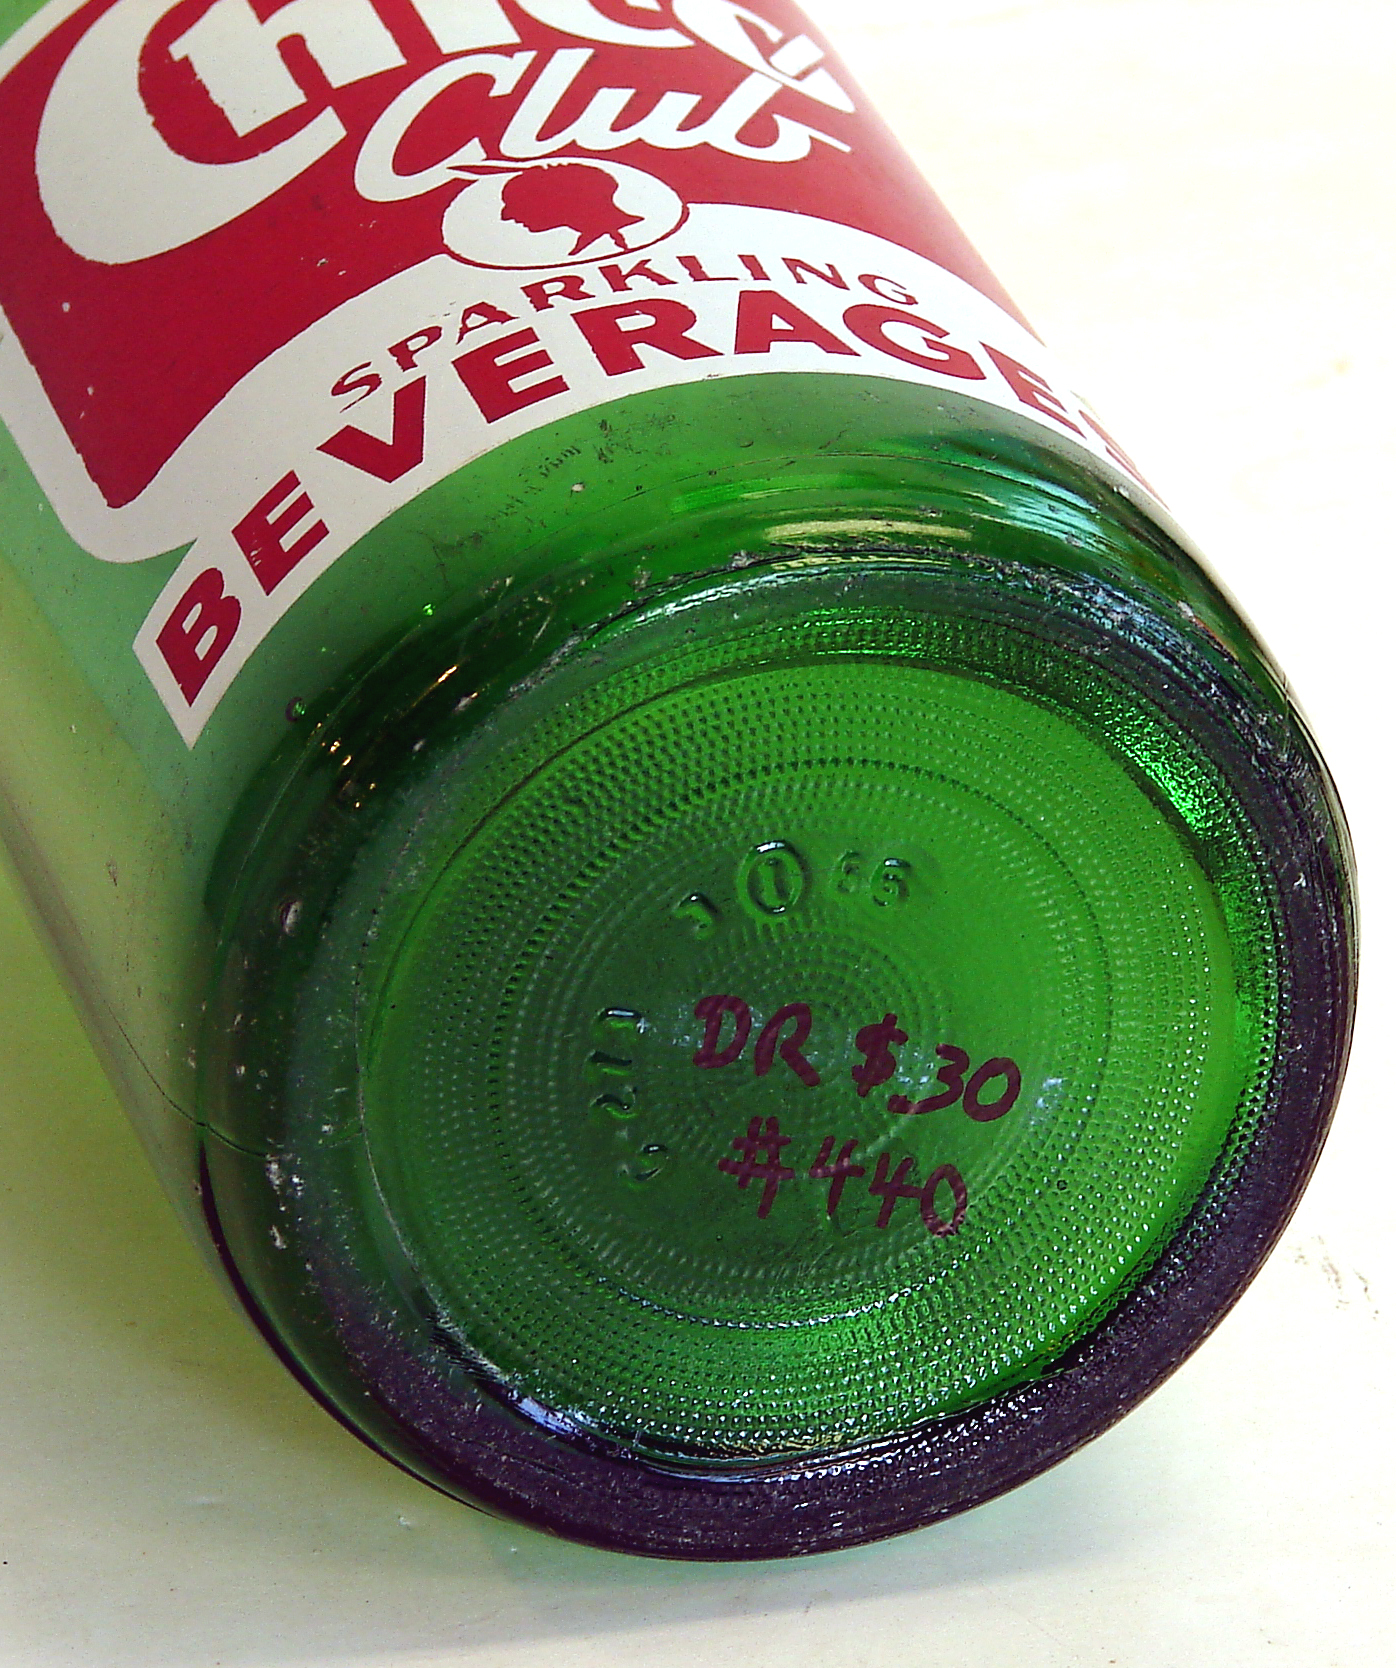 Club
SPARKLING
BEVERAGES
DR $30
#440